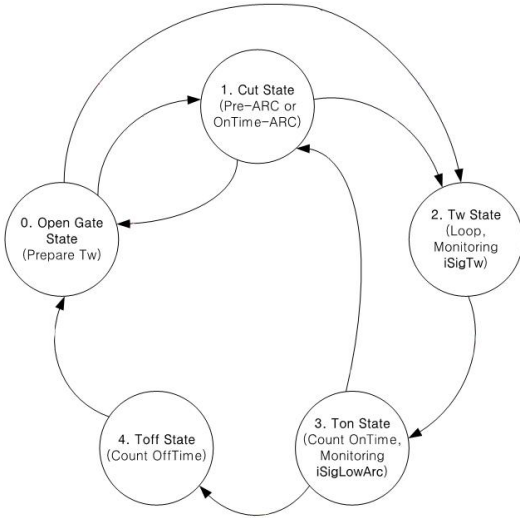 1. Cut State
(Pre-ARC or
OnTime-ARC)
0. Open Gate
State
(Prepare Tw)
2. Tw State
(Loop,
Monitoring
iSigTw)
3. Ton State
(Count OnTime,
Monitoring
iSigLowArc)
4. Toff State
(Count OffTime)